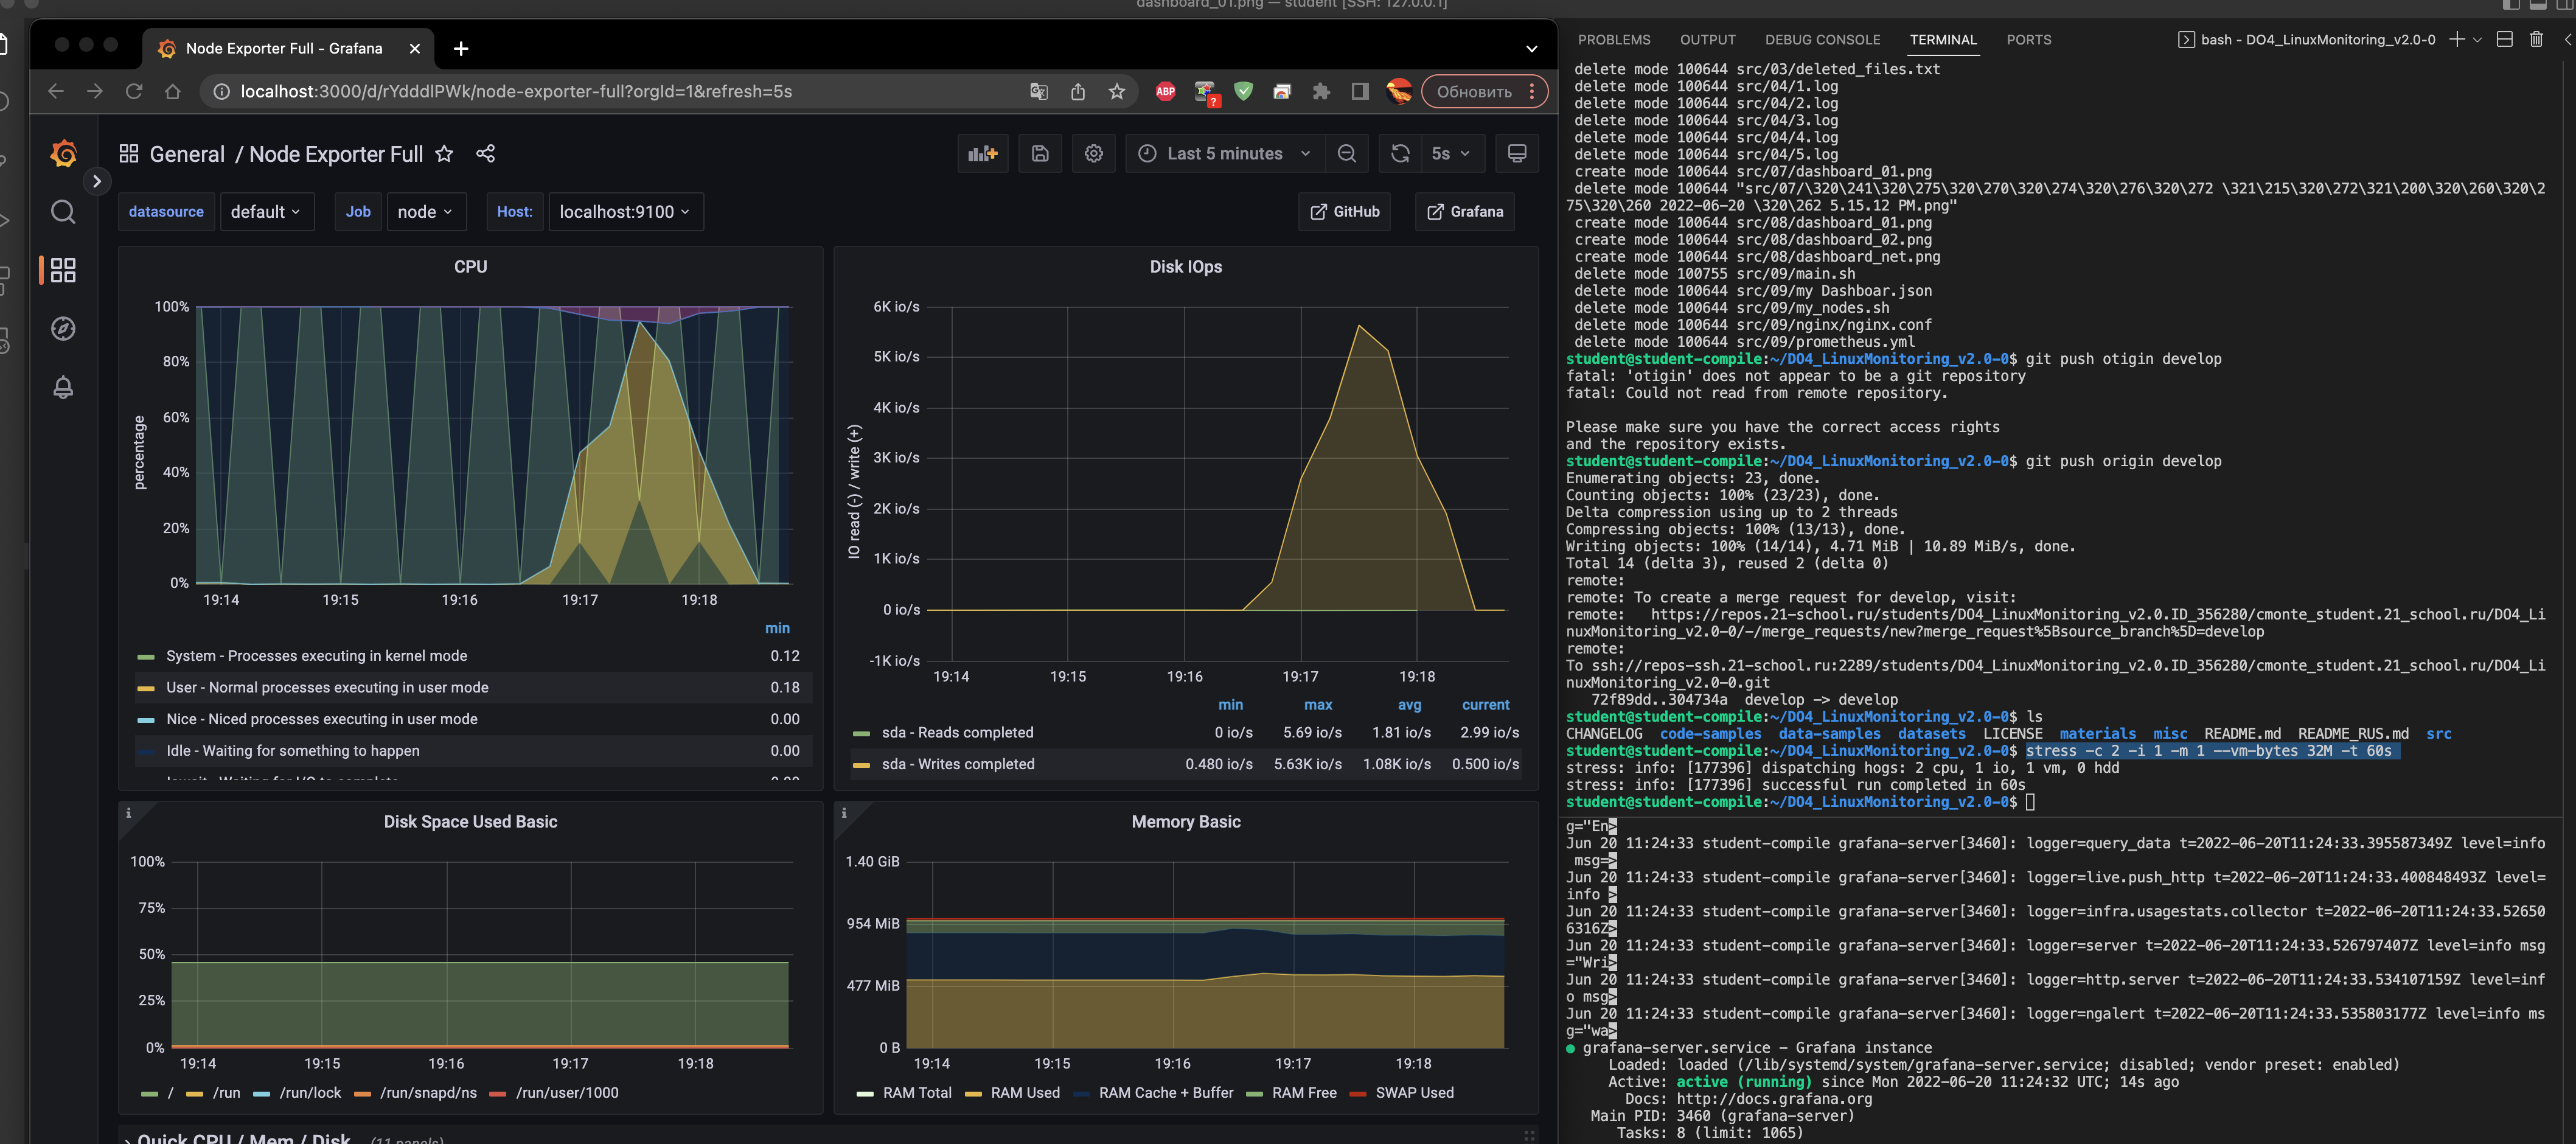 dashboard_01.png — student [SSH: 127.0.0.1]
Node Exporter Full - Grafana
localhost:3000/d/rYdddlPWk/node-exporter-full?orgId=1&refresh=5s
ABP
?
Обновить
General / Node Exporter Full
Last 5 minutes
5s
datasource
default
Job
node
Host:
localhost:9100
GitHub
Grafana
CPU
percentage
100%
80%
60%
40%
20%
0%
19:14 19:15 19:16 19:17 19:18
min
System - Processes executing in kernel mode 0.12
User - Normal processes executing in user mode 0.18
Nice - Niced processes executing in user mode 0.00
Idle - Waiting for something to happen 0.00
Iowait - Waiting for I/O to complete 0.00
Disk IOps
IO read (-) / write (+)
6K io/s
5K io/s
4K io/s
3K io/s
2K io/s
1K io/s
0 io/s
-1K io/s
19:14 19:15 19:16 19:17 19:18
min max avg current
sda - Reads completed 0 io/s 5.69 io/s 1.81 io/s 2.99 io/s
sda - Writes completed 0.480 io/s 5.63K io/s 1.08K io/s 0.500 io/s
Disk Space Used Basic
100%
75%
50%
25%
0%
19:14 19:15 19:16 19:17 19:18
/ /run /run/lock /run/snapd/ns /run/user/1000
Memory Basic
1.40 GiB
954 MiB
477 MiB
0 B
19:14 19:15 19:16 19:17 19:18
RAM Total RAM Used RAM Cache + Buffer RAM Free SWAP Used
Quick CPU / Mem / Disk (11 panels)
PROBLEMS OUTPUT DEBUG CONSOLE TERMINAL PORTS
bash - DO4_LinuxMonitoring_v2.0-0
delete mode 100644 src/03/deleted_files.txt
delete mode 100644 src/04/1.log
delete mode 100644 src/04/2.log
delete mode 100644 src/04/3.log
delete mode 100644 src/04/4.log
delete mode 100644 src/04/5.log
create mode 100644 src/07/dashboard_01.png
delete mode 100644 "src/07/\320\241\320\275\320\270\320\274\320\276\320\272 \321\215\320\272\321\200\320\260\320\2
75\320\260 2022-06-20 \320\262 5.15.12 PM.png"
create mode 100644 src/08/dashboard_01.png
create mode 100644 src/08/dashboard_02.png
create mode 100644 src/08/dashboard_net.png
delete mode 100755 src/09/main.sh
delete mode 100644 src/09/my Dashboar.json
delete mode 100644 src/09/my_nodes.sh
delete mode 100644 src/09/nginx/nginx.conf
delete mode 100644 src/09/prometheus.yml
student@student-compile:~/DO4_LinuxMonitoring_v2.0-0$ git push otigin develop
fatal: 'otigin' does not appear to be a git repository
fatal: Could not read from remote repository.
Please make sure you have the correct access rights
and the repository exists.
student@student-compile:~/DO4_LinuxMonitoring_v2.0-0$ git push origin develop
Enumerating objects: 23, done.
Counting objects: 100% (23/23), done.
Delta compression using up to 2 threads
Compressing objects: 100% (13/13), done.
Writing objects: 100% (14/14), 4.71 MiB | 10.89 MiB/s, done.
Total 14 (delta 3), reused 2 (delta 0)
remote:
remote: To create a merge request for develop, visit:
remote:   https://repos.21-school.ru/students/DO4_LinuxMonitoring_v2.0.ID_356280/cmonte_student.21_school.ru/DO4_Li
nuxMonitoring_v2.0-0/-/merge_requests/new?merge_request%5Bsource_branch%5D=develop
remote:
To ssh://repos-ssh.21-school.ru:2289/students/DO4_LinuxMonitoring_v2.0.ID_356280/cmonte_student.21_school.ru/DO4_Li
nuxMonitoring_v2.0-0.git
72f89dd..304734a  develop -> develop
student@student-compile:~/DO4_LinuxMonitoring_v2.0-0$ ls
CHANGELOG code-samples data-samples datasets LICENSE materials misc README.md README_RUS.md src
student@student-compile:~/DO4_LinuxMonitoring_v2.0-0$ stress -c 2 -i 1 -m 1 --vm-bytes 32M -t 60s
stress: info: [177396] dispatching hogs: 2 cpu, 1 io, 1 vm, 0 hdd
stress: info: [177396] successful run completed in 60s
student@student-compile:~/DO4_LinuxMonitoring_v2.0-0$
g="En>
Jun 20 11:24:33 student-compile grafana-server[3460]: logger=query_data t=2022-06-20T11:24:33.395587349Z level=info
msg=>
Jun 20 11:24:33 student-compile grafana-server[3460]: logger=live.push_http t=2022-06-20T11:24:33.400848493Z level=
info >
Jun 20 11:24:33 student-compile grafana-server[3460]: logger=infra.usagestats.collector t=2022-06-20T11:24:33.52650
6316Z>
Jun 20 11:24:33 student-compile grafana-server[3460]: logger=server t=2022-06-20T11:24:33.526797407Z level=info msg
="Wri>
Jun 20 11:24:33 student-compile grafana-server[3460]: logger=http.server t=2022-06-20T11:24:33.534107159Z level=inf
o msg>
Jun 20 11:24:33 student-compile grafana-server[3460]: logger=ngalert t=2022-06-20T11:24:33.535803177Z level=info ms
g="wa>
● grafana-server.service - Grafana instance
Loaded: loaded (/lib/systemd/system/grafana-server.service; disabled; vendor preset: enabled)
Active: active (running) since Mon 2022-06-20 11:24:32 UTC; 14s ago
Docs: http://docs.grafana.org
Main PID: 3460 (grafana-server)
Tasks: 8 (limit: 1065)